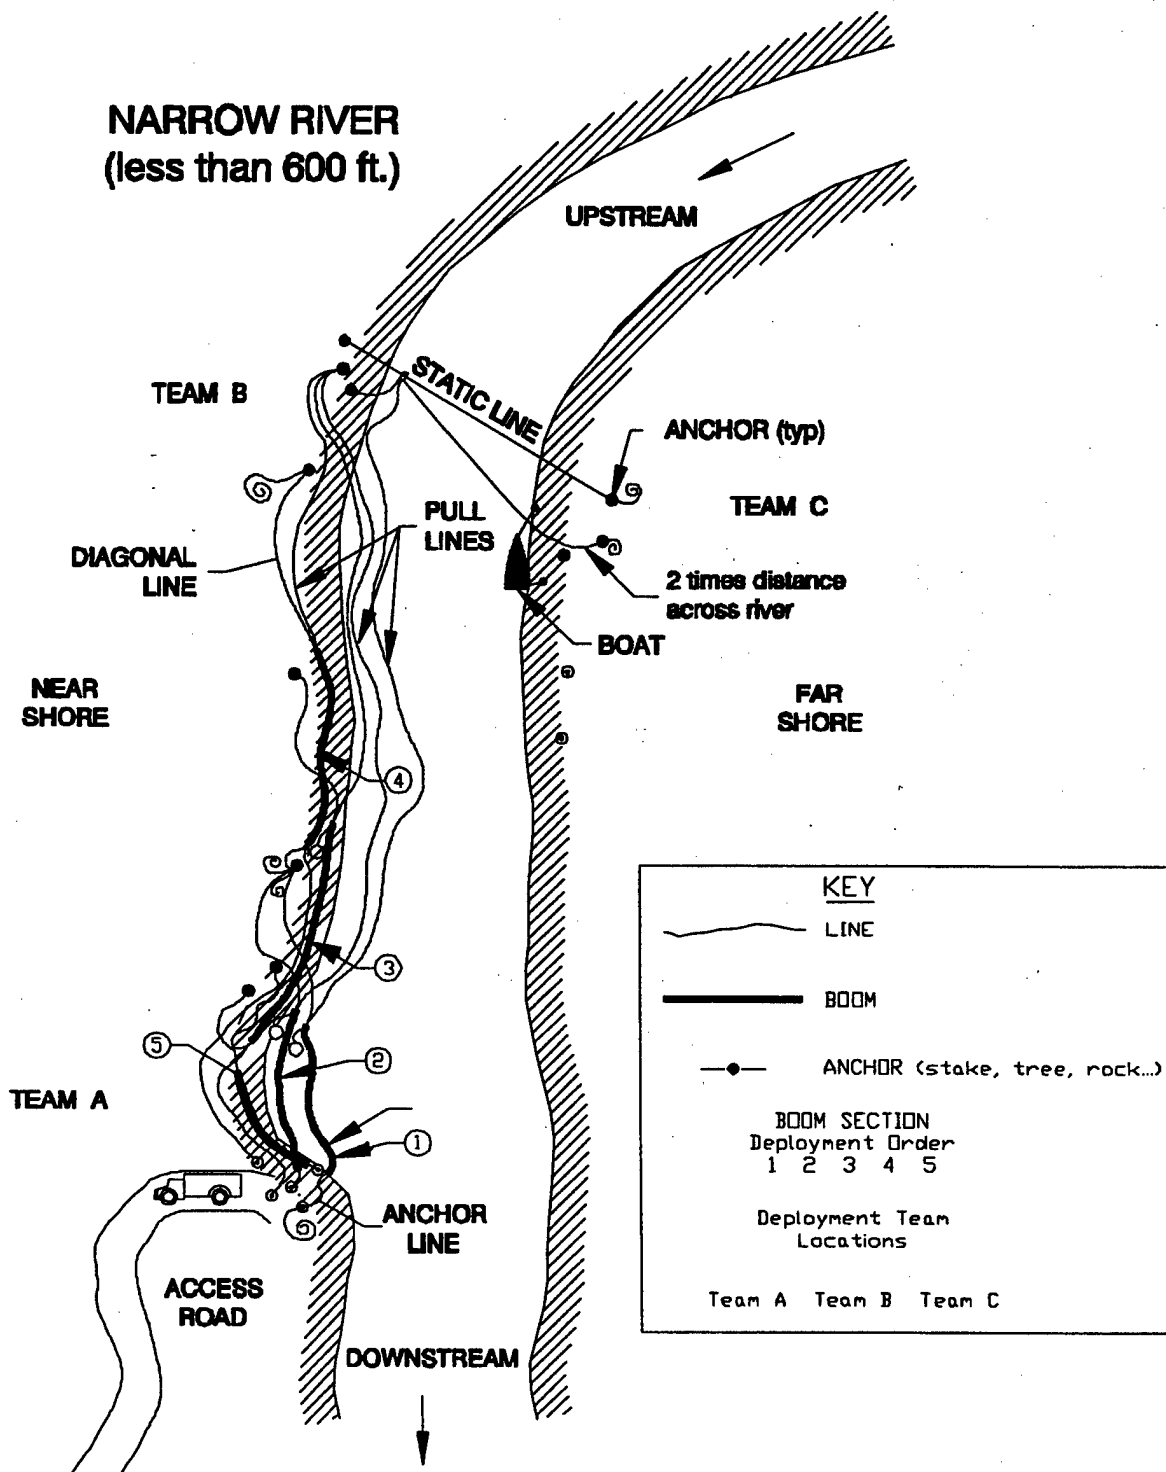 NARROW RIVER
(less than 600 ft.)
UPSTREAM
TEAM B
STATIC LINE
ANCHOR (typ)
TEAM C
PULL
LINES
DIAGONAL
LINE
2 times distance
across river
BOAT
NEAR
SHORE
FAR
SHORE
4
3
5
2
TEAM A
1
ANCHOR
LINE
ACCESS
ROAD
DOWNSTREAM
KEY
LINE
BOOM
ANCHOR (stake, tree, rock...)
BOOM SECTION
Deployment Order
1 2 3 4 5
Deployment Team
Locations
Team A Team B Team C